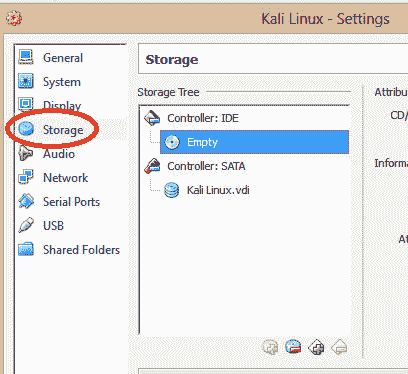 Kali Linux - Settings
General
System
Display
Storage
Audio
Network
Serial Ports
USB
Shared Folders
Storage
Storage Tree
Controller: IDE
Empty
Controller: SATA
Kali Linux.vdi
Attribu
CD/
Informa
At